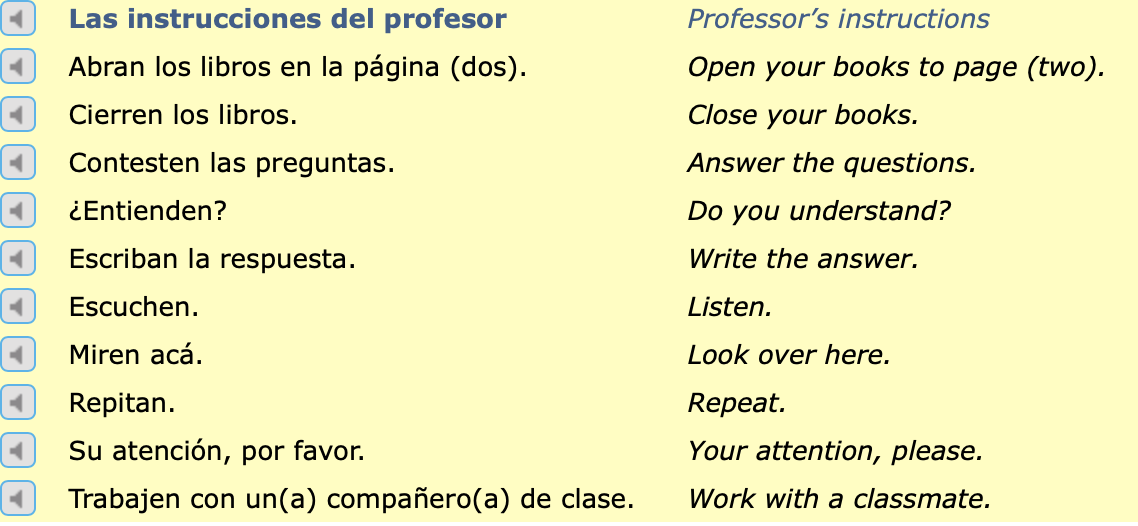 Las instrucciones del profesor Professor’s instructions
Abran los libros en la página (dos). Open your books to page (two).
Cierren los libros. Close your books.
Contesten las preguntas. Answer the questions.
¿Entienden? Do you understand?
Escriban la respuesta. Write the answer.
Escuchen. Listen.
Miren acá. Look over here.
Repitan. Repeat.
Su atención, por favor. Your attention, please.
Trabajen con un(a) compañero(a) de clase. Work with a classmate.